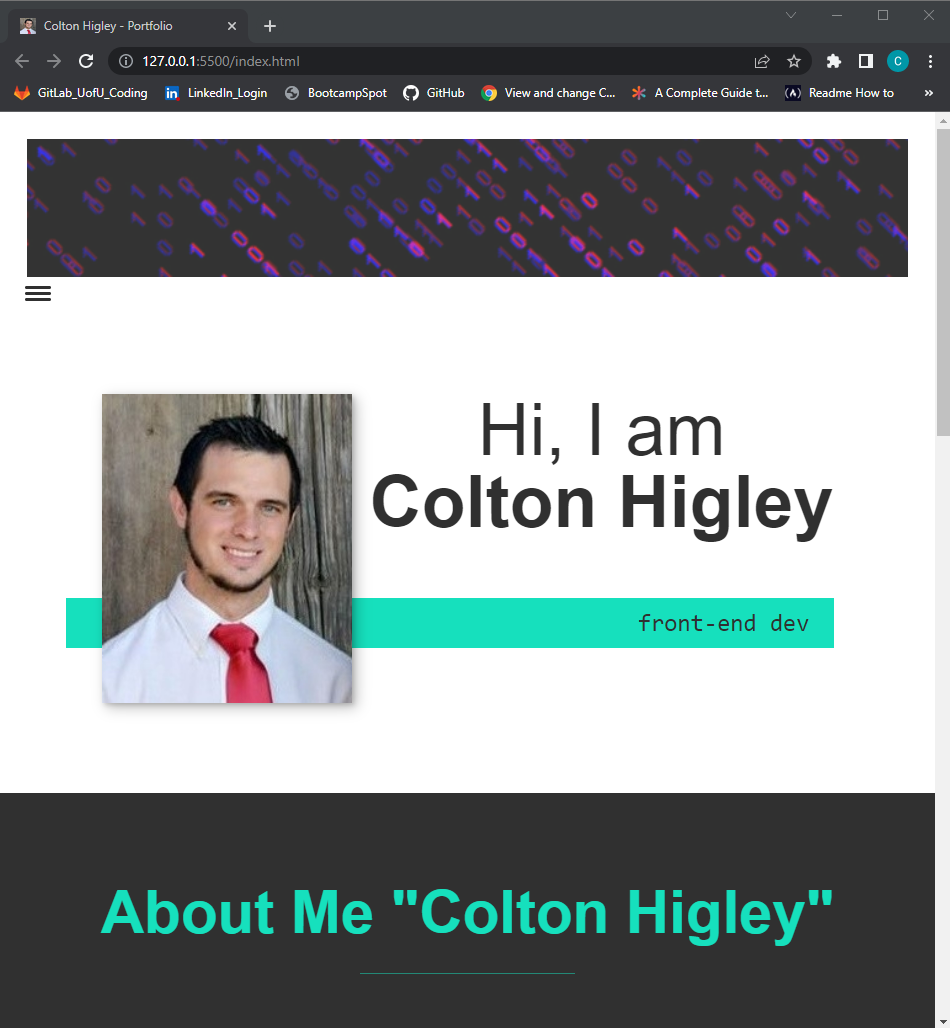 Colton Higley - Portfolio
127.0.0.1:5500/index.html
C
GitLab_UofU_Coding
in LinkedIn_Login
BootcampSpot
GitHub
View and change C...
A Complete Guide t...
Readme How to
»
Hi, I am
Colton Higley
front-end dev
About Me "Colton Higley"